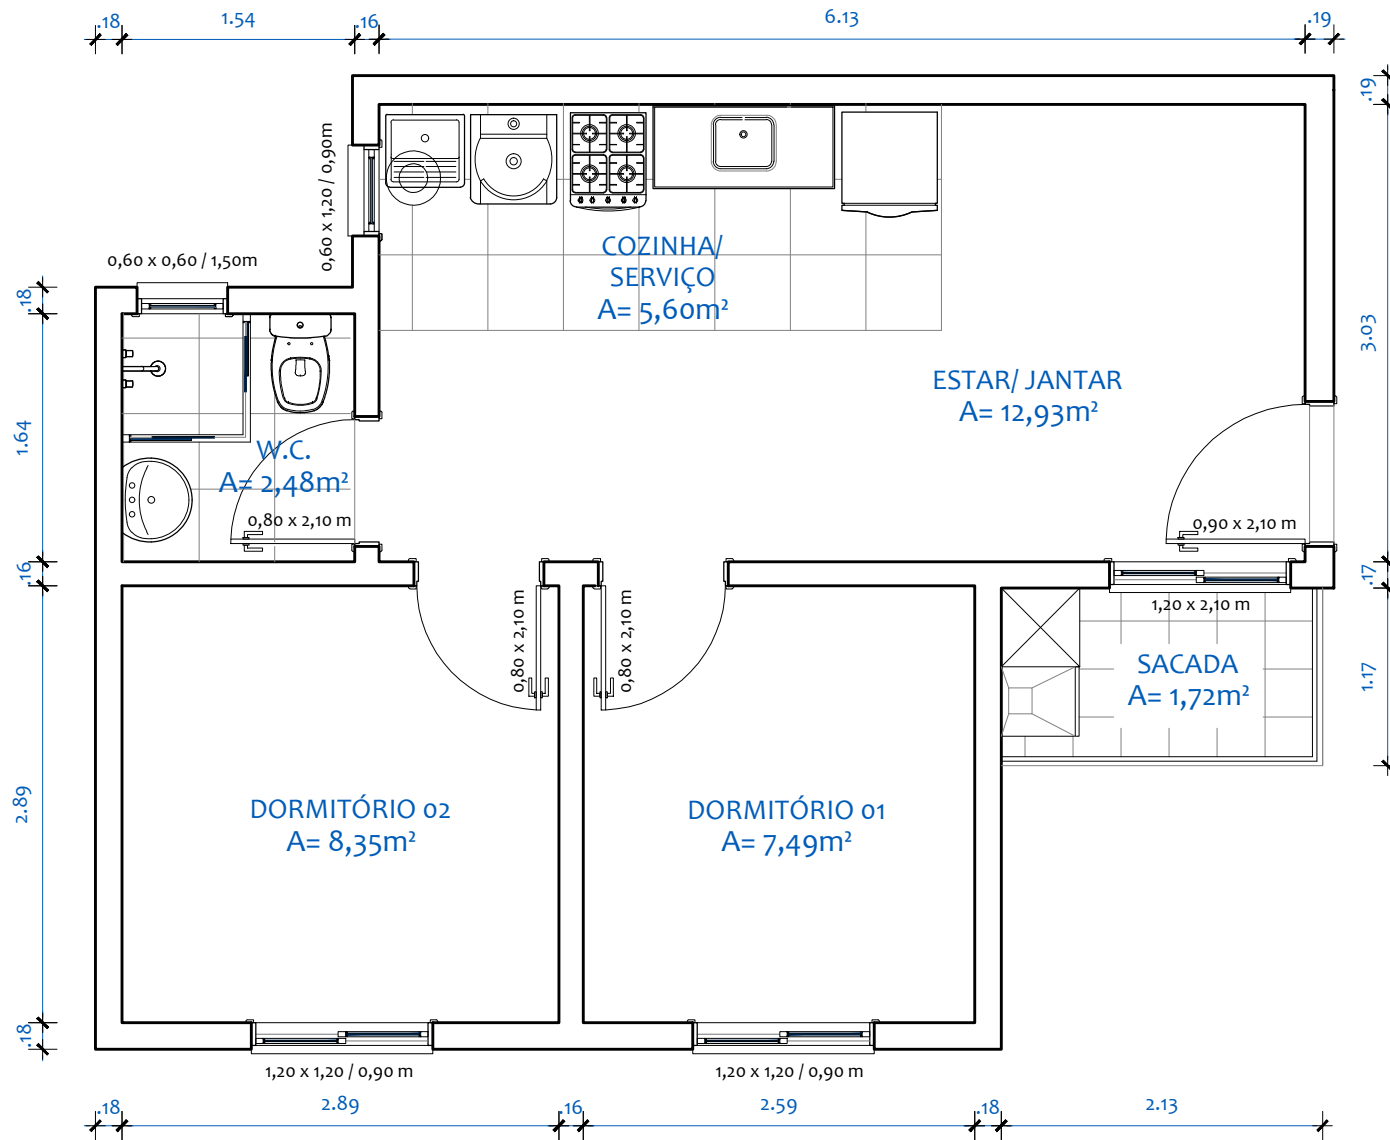 .18
1.54
.16
6.13
.19
.19
0,60 x 1,20 / 0,90m
COZINHA/
SERVIÇO
A= 5,60m²
0,60 x 0,60 / 1,50m
.18
3.03
ESTAR/ JANTAR
A= 12,93m²
1.64
W.C.
A= 2,48m²
0,80 x 2,10 m
0,90 x 2,10 m
.16
.17
0,80 x 2,10 m
0,80 x 2,10 m
1,20 x 2,10 m
SACADA
A= 1,72m²
1.17
2.89
DORMITÓRIO 02
A= 8,35m²
DORMITÓRIO 01
A= 7,49m²
.18
1,20 x 1,20 / 0,90 m
1,20 x 1,20 / 0,90 m
.18
2.89
.16
2.59
.18
2.13